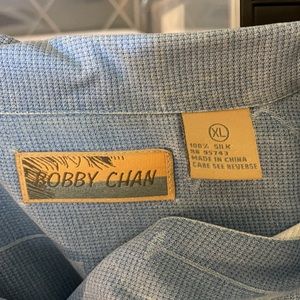 BOBBY CHAN
XL
100% SILK
RN 95743
MADE IN CHINA
CARE SEE REVERSE